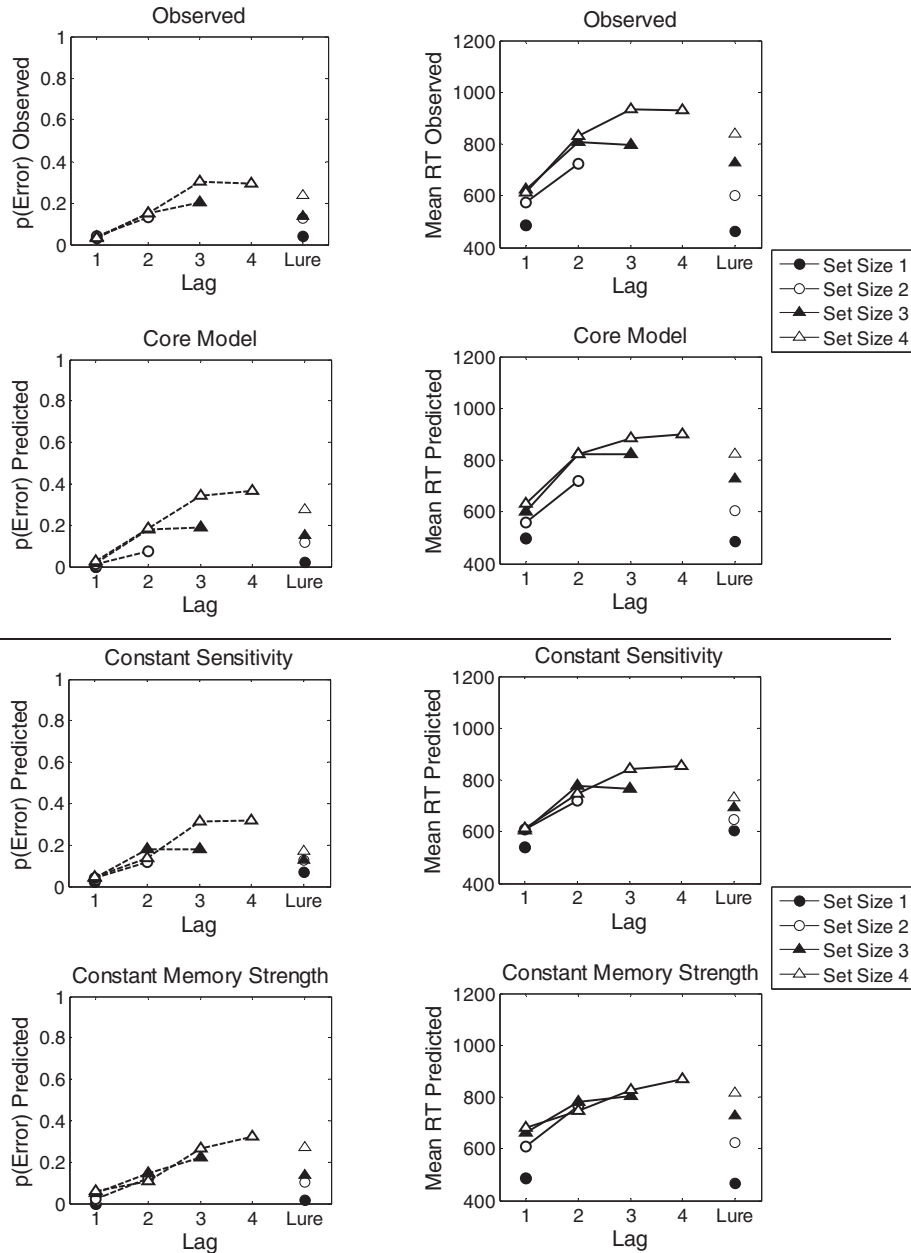 Observed
p(Error) Observed
1
0.8
0.6
0.4
0.2
0
1 2 3 4 Lure
Lag
Observed
Mean RT Observed
1200
1000
800
600
400
1 2 3 4 Lure
Lag
Set Size 1
Set Size 2
Set Size 3
Set Size 4
Core Model
p(Error) Predicted
1
0.8
0.6
0.4
0.2
0
1 2 3 4 Lure
Lag
Core Model
Mean RT Predicted
1200
1000
800
600
400
1 2 3 4 Lure
Lag
Constant Sensitivity
p(Error) Predicted
1
0.8
0.6
0.4
0.2
0
1 2 3 4 Lure
Lag
Constant Sensitivity
Mean RT Predicted
1200
1000
800
600
400
1 2 3 4 Lure
Lag
Set Size 1
Set Size 2
Set Size 3
Set Size 4
Constant Memory Strength
p(Error) Predicted
1
0.8
0.6
0.4
0.2
0
1 2 3 4 Lure
Lag
Constant Memory Strength
Mean RT Predicted
1200
1000
800
600
400
1 2 3 4 Lure
Lag